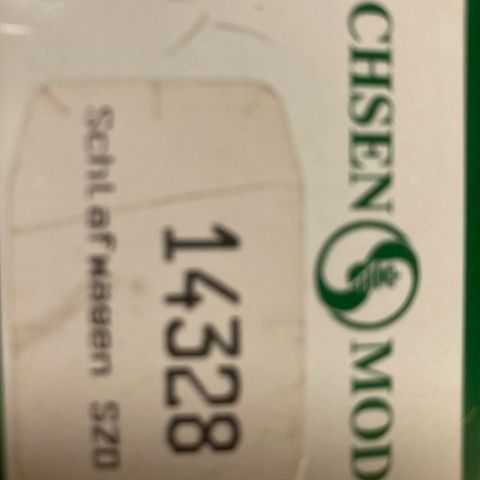 CHSEN MOD
14328
Schlafwagen SZD